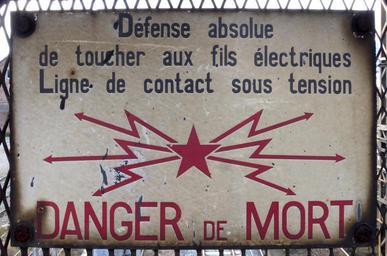 Défense absolue
de toucher aux fils électriques
Ligne de contact sous tension
DANGER DE MORT